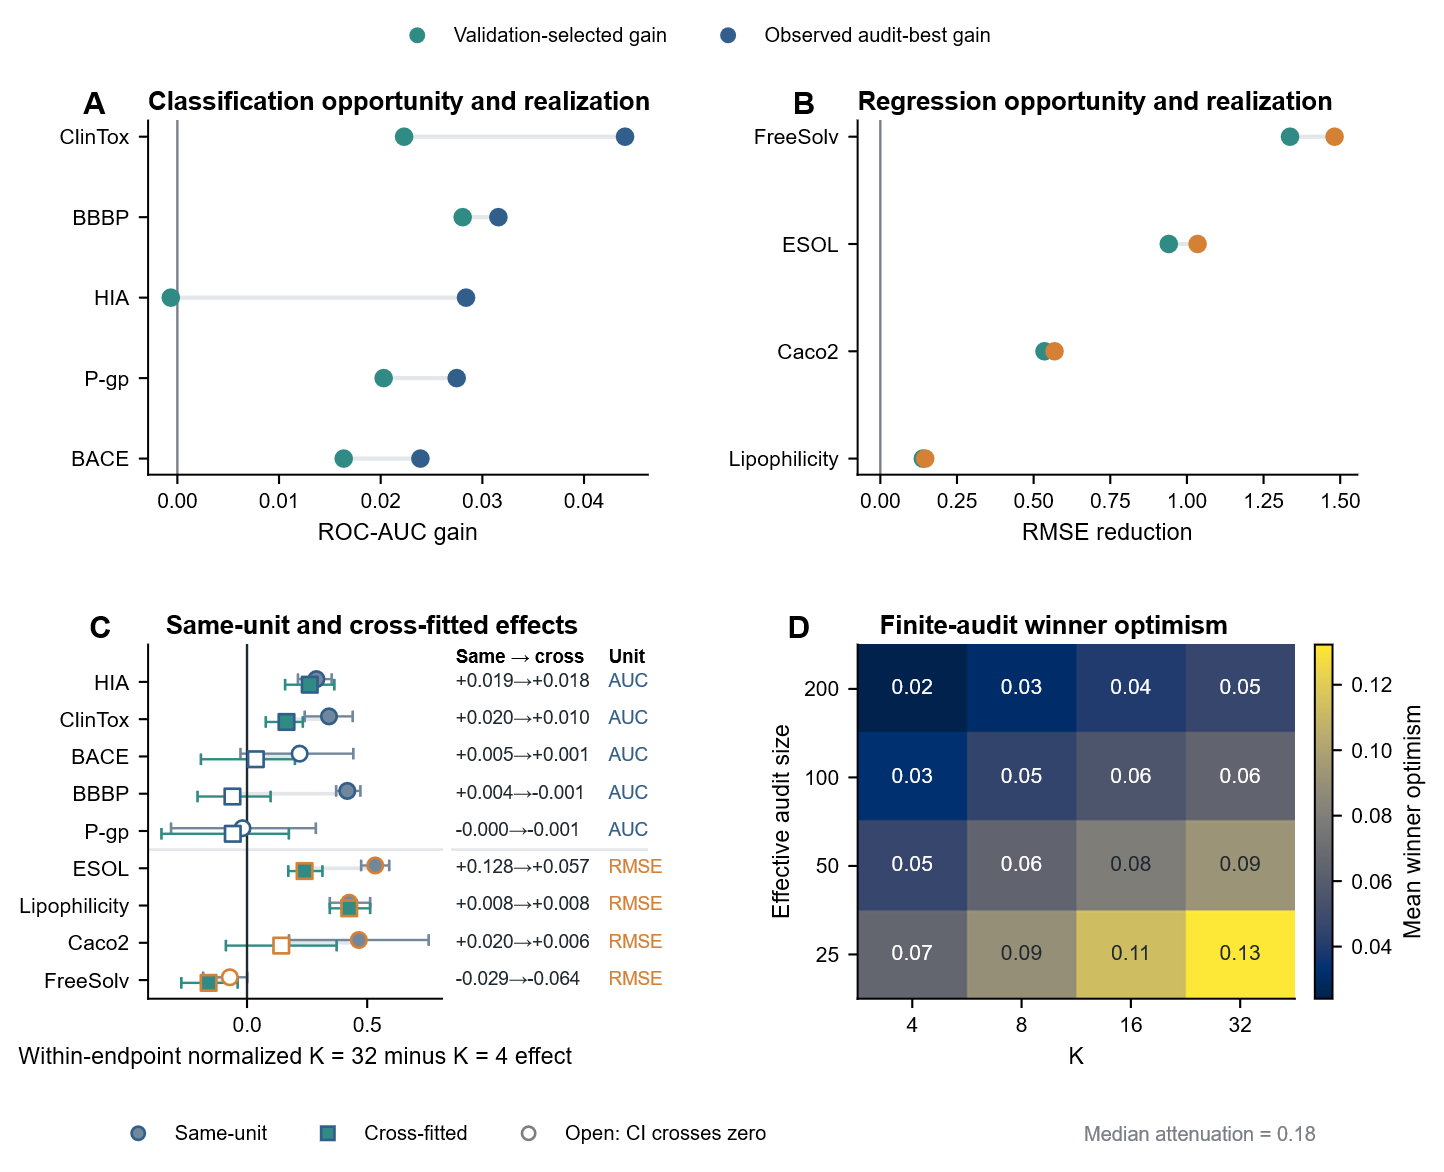 Validation-selected gain
Observed audit-best gain
A Classification opportunity and realization
ClinTox
BBBP
HIA
P-gp
BACE
0.00 0.01 0.02 0.03 0.04
ROC-AUC gain
B Regression opportunity and realization
FreeSolv
ESOL
Caco2
Lipophilicity
0.00 0.25 0.50 0.75 1.00 1.25 1.50
RMSE reduction
C Same-unit and cross-fitted effects
Same → cross Unit
HIA +0.019→+0.018 AUC
ClinTox +0.020→+0.010 AUC
BACE +0.005→+0.001 AUC
BBBP +0.004→-0.001 AUC
P-gp -0.000→-0.001 AUC
ESOL +0.128→+0.057 RMSE
Lipophilicity +0.008→+0.008 RMSE
Caco2 +0.020→+0.006 RMSE
FreeSolv -0.029→-0.064 RMSE
0.0 0.5
Within-endpoint normalized K = 32 minus K = 4 effect
Same-unit
Cross-fitted
Open: CI crosses zero
D Finite-audit winner optimism
Effective audit size
200 0.02 0.03 0.04 0.05
100 0.03 0.05 0.06 0.06
50 0.05 0.06 0.08 0.09
25 0.07 0.09 0.11 0.13
4 8 16 32
K
0.12
0.10
0.08
0.06
0.04
Mean winner optimism
Median attenuation = 0.18